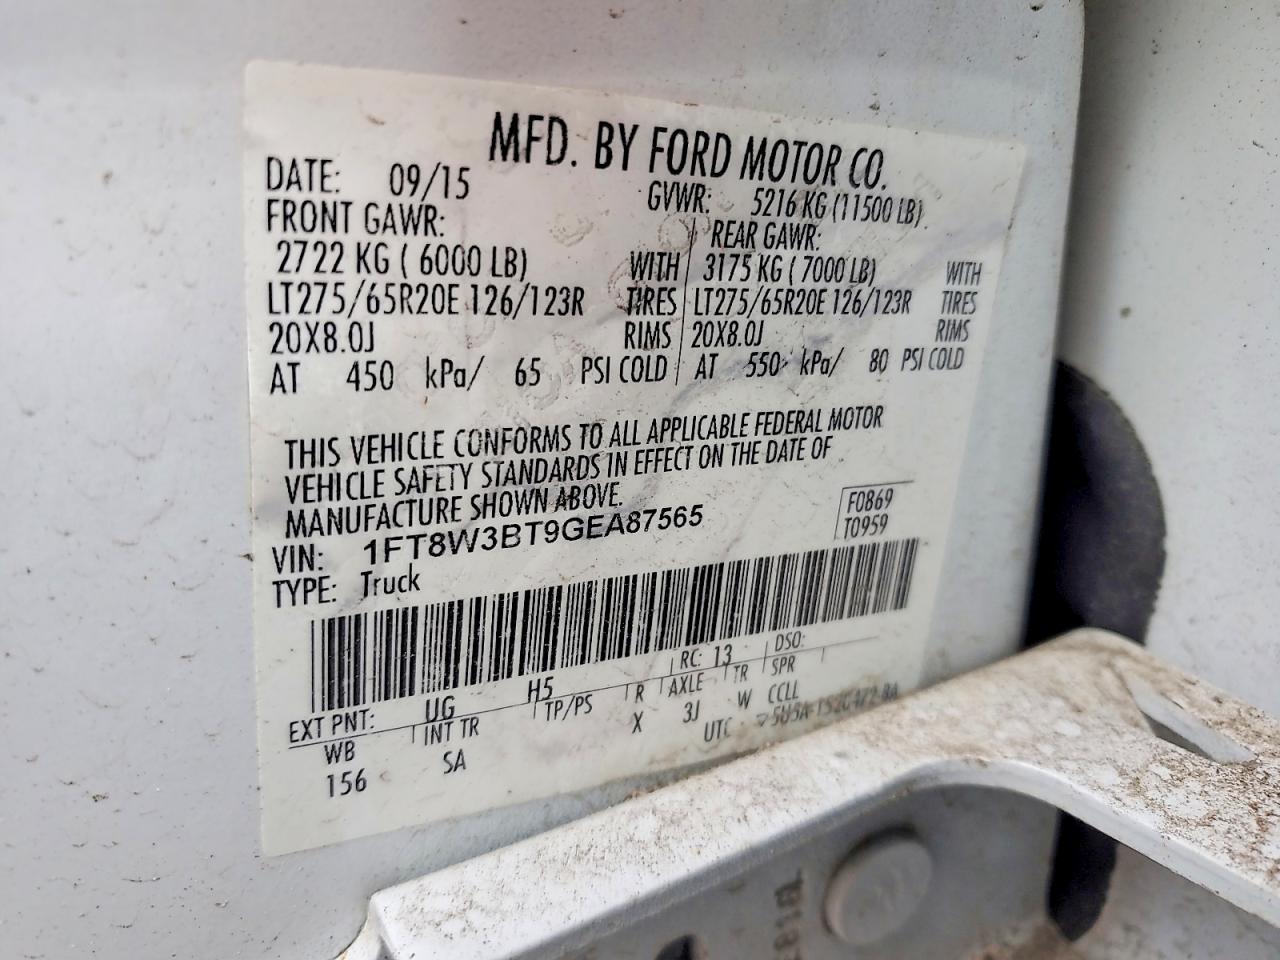 MFD. BY FORD MOTOR CO.
DATE: 09/15 GVWR: 5216 KG (11500 LB)
FRONT GAWR: REAR GAWR:
2722 KG ( 6000 LB) WITH 3175 KG ( 7000 LB) WITH
LT275/65R20E 126/123R TIRES LT275/65R20E 126/123R TIRES
20X8.0J RIMS 20X8.0J RIMS
AT 450 kPa/ 65 PSI COLD AT 550 kPa/ 80 PSI COLD
THIS VEHICLE CONFORMS TO ALL APPLICABLE FEDERAL MOTOR
VEHICLE SAFETY STANDARDS IN EFFECT ON THE DATE OF
MANUFACTURE SHOWN ABOVE.
F0869
T0959
VIN: 1FT8W3BT9GEA87565
TYPE: Truck
EXT PNT: UG H5 RC: 13 DSO:
WB INT TR TP/PS R AXLE TR SPR
156 SA X 3J W CCLL
UTC